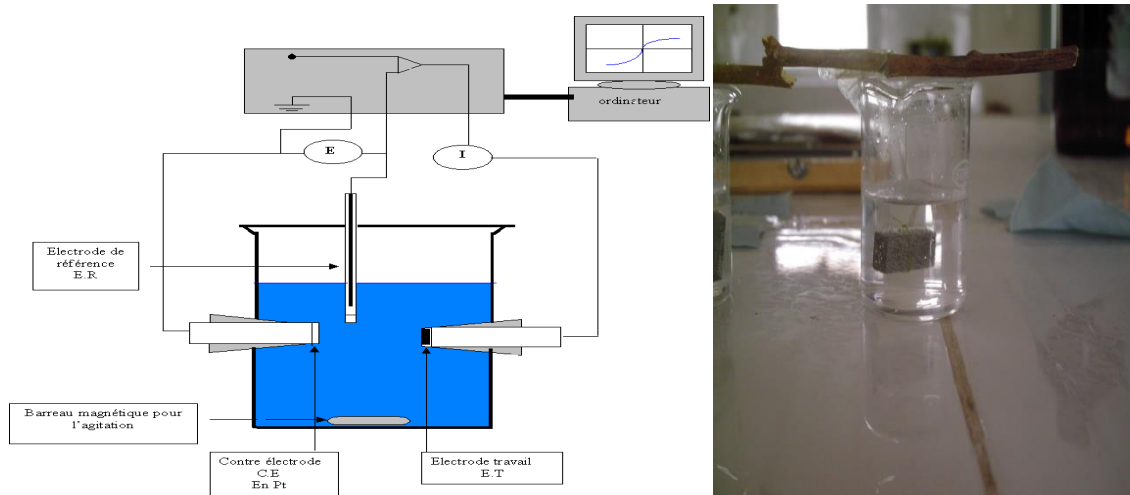 ordinateur
E
I
Electrode de
référence
E.R
Barreau magnétique pour
l'agitation
Contre électrode
C.E
En Pt
Electrode travail
E.T